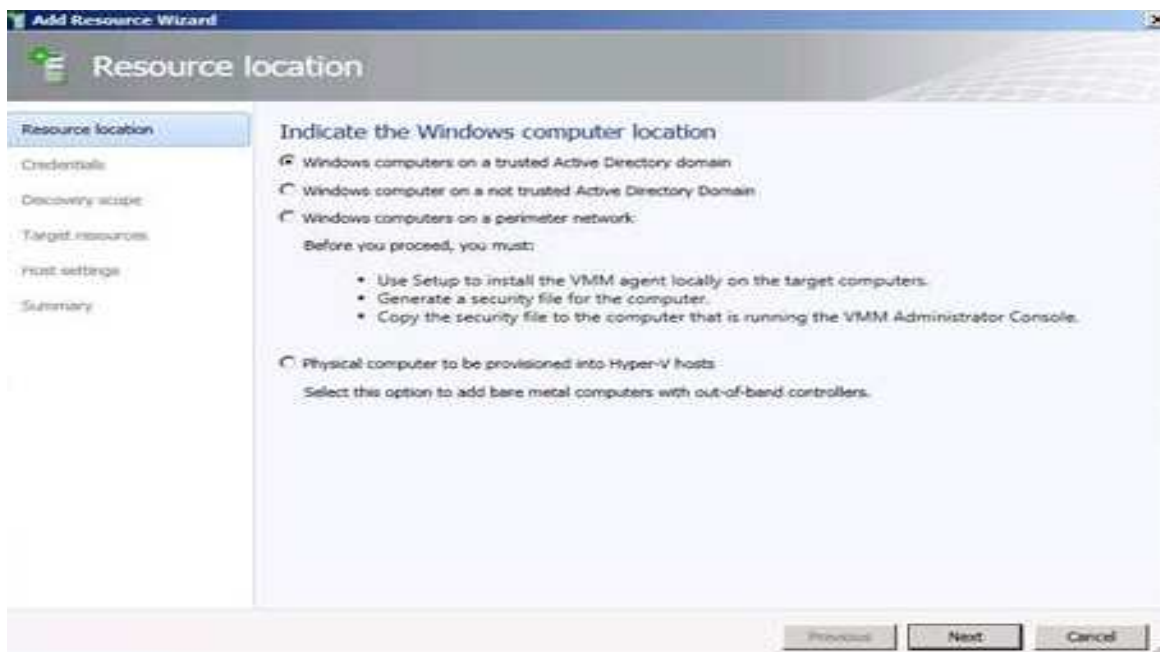 Add Resource Wizard
Resource location
Resource location
Credentials
Discovery scope
Target resources
Host settings
Summary
Indicate the Windows computer location
Windows computers on a trusted Active Directory domain
Windows computer on a not trusted Active Directory Domain
Windows computers on a perimeter network
Before you proceed, you must:
• Use Setup to install the VMM agent locally on the target computers.
• Generate a security file for the computer.
• Copy the security file to the computer that is running the VMM Administrator Console.
Physical computer to be provisioned into Hyper-V hosts
Select this option to add bare metal computers with out-of-band controllers.
Previous Next Cancel